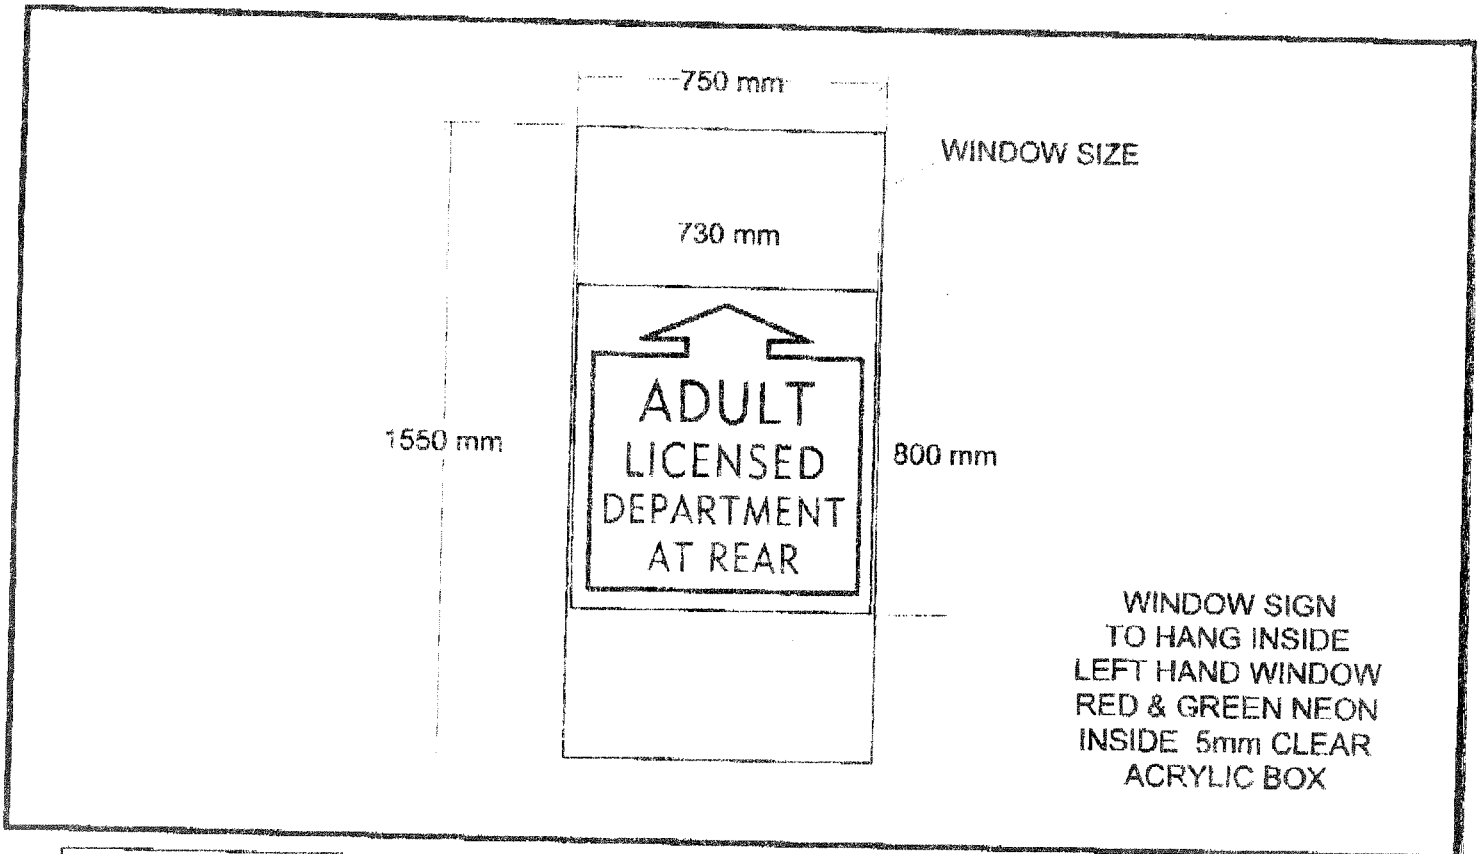 750 mm
WINDOW SIZE
730 mm
ADULT
LICENSED
DEPARTMENT
AT REAR
1550 mm
800 mm
WINDOW SIGN
TO HANG INSIDE
LEFT HAND WINDOW
RED & GREEN NEON
INSIDE 5mm CLEAR
ACRYLIC BOX